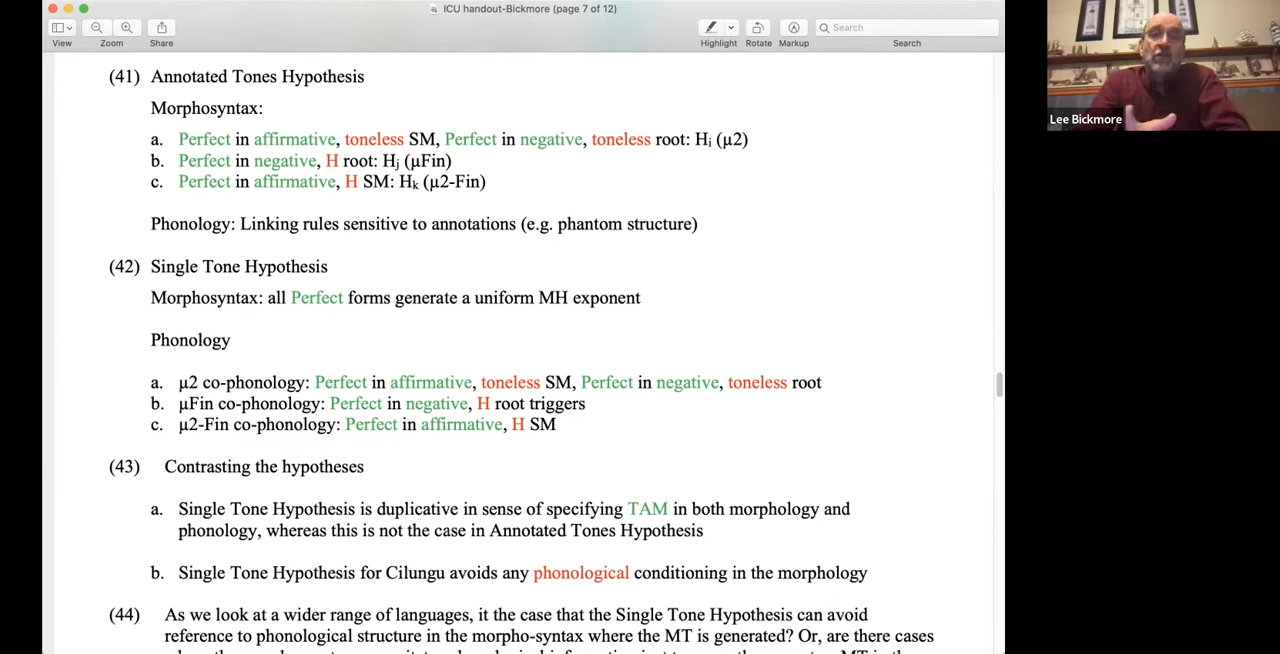 ICU handout-Bickmore (page 7 of 12)
View Zoom Share Highlight Rotate Markup Search
Search
(41) Annotated Tones Hypothesis
Morphosyntax:
a. Perfect in affirmative, toneless SM, Perfect in negative, toneless root: Hᵢ (μ2)
b. Perfect in negative, H root: Hⱼ (μFin)
c. Perfect in affirmative, H SM: Hₖ (μ2-Fin)
Phonology: Linking rules sensitive to annotations (e.g. phantom structure)
(42) Single Tone Hypothesis
Morphosyntax: all Perfect forms generate a uniform MH exponent
Phonology
a. μ2 co-phonology: Perfect in affirmative, toneless SM, Perfect in negative, toneless root
b. μFin co-phonology: Perfect in negative, H root triggers
c. μ2-Fin co-phonology: Perfect in affirmative, H SM
(43) Contrasting the hypotheses
a. Single Tone Hypothesis is duplicative in sense of specifying TAM in both morphology and
phonology, whereas this is not the case in Annotated Tones Hypothesis
b. Single Tone Hypothesis for Cilungu avoids any phonological conditioning in the morphology
(44) As we look at a wider range of languages, it the case that the Single Tone Hypothesis can avoid
reference to phonological structure in the morpho-syntax where the MT is generated? Or, are there cases
Lee Bickmore